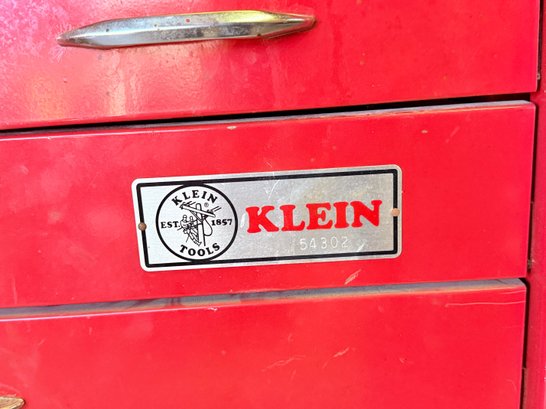 KLEIN
EST. 1857
TOOLS
®
KLEIN
54302